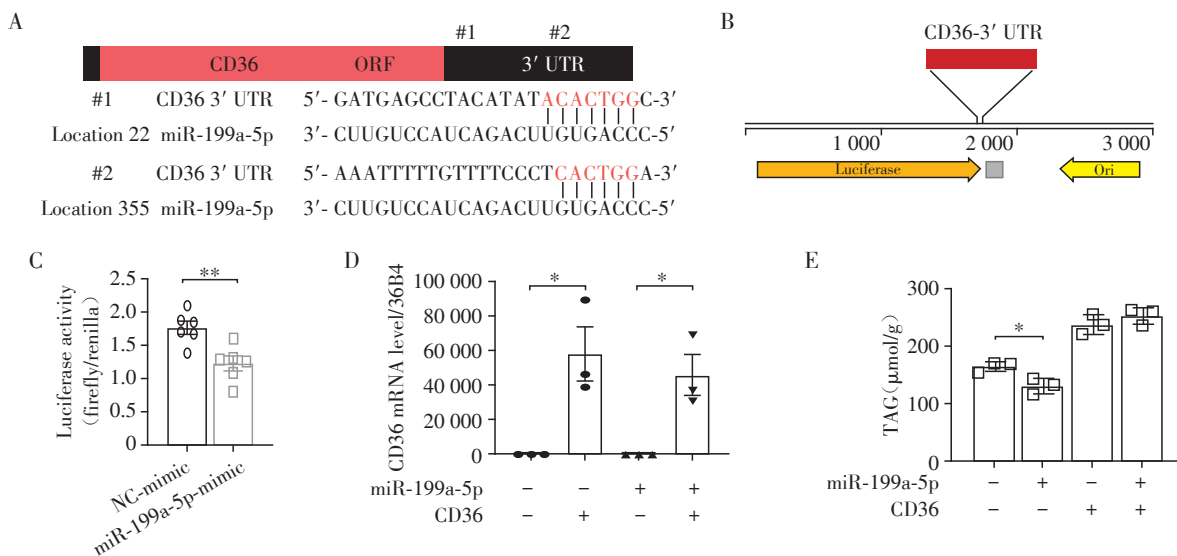 A
#1 #2
CD36 ORF 3′ UTR
#1 CD36 3′ UTR 5′- GATGAGCCTACATATACACTGGC-3′
Location 22 miR-199a-5p 3′- CUUGUCCAUCAGACUUGUGACCC-5′
#2 CD36 3′ UTR 5′- AAATTTTTGTTTTCCCTCACTGGA-3′
Location 355 miR-199a-5p 3′- CUUGUCCAUCAGACUUGUGACCC-5′
B
CD36-3′ UTR
1 000 2 000 3 000
Luciferase Ori
C
Luciferase activity
(firefly/renilla)
2.5
2.0
1.5
1.0
0.5
0
**
NC-mimic
miR-199a-5p-mimic
D
CD36 mRNA level/36B4
100 000
80 000
60 000
40 000
20 000
0
* *
miR-199a-5p − − + +
CD36 − + − +
E
TAG(μmol/g)
300
200
100
0
*
miR-199a-5p − + − +
CD36 − − + +